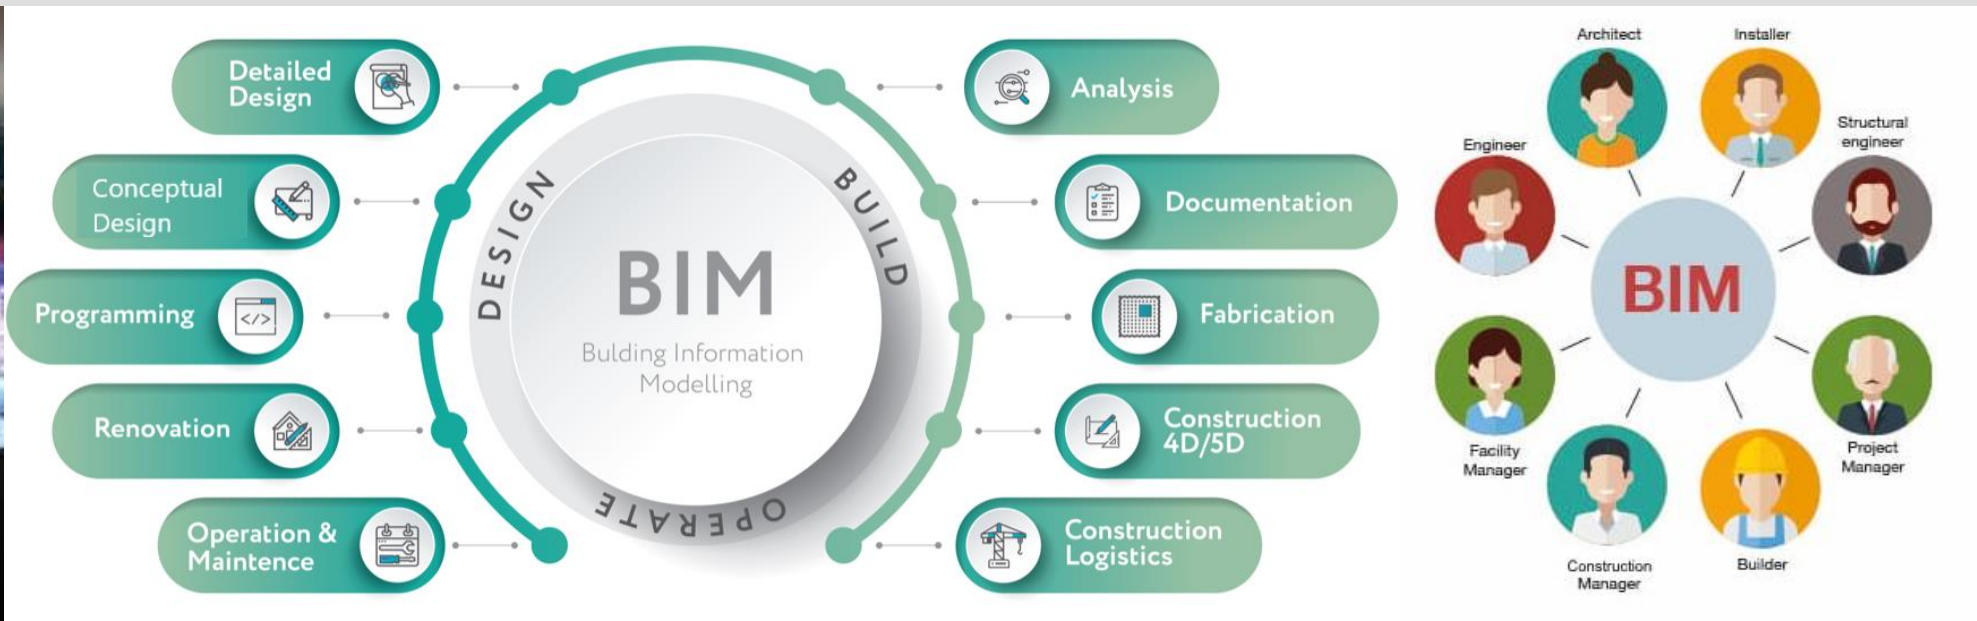 Detailed
Design
Conceptual
Design
Programming
</>
Renovation
Operation &
Maintence
DESIGN
BUILD
OPERATE
BIM
Bulding Information
Modelling
Analysis
Documentation
Fabrication
Construction
4D/5D
Construction
Logistics
Architect
Installer
Structural
engineer
Engineer
BIM
Facility
Manager
Project
Manager
Construction
Manager
Builder